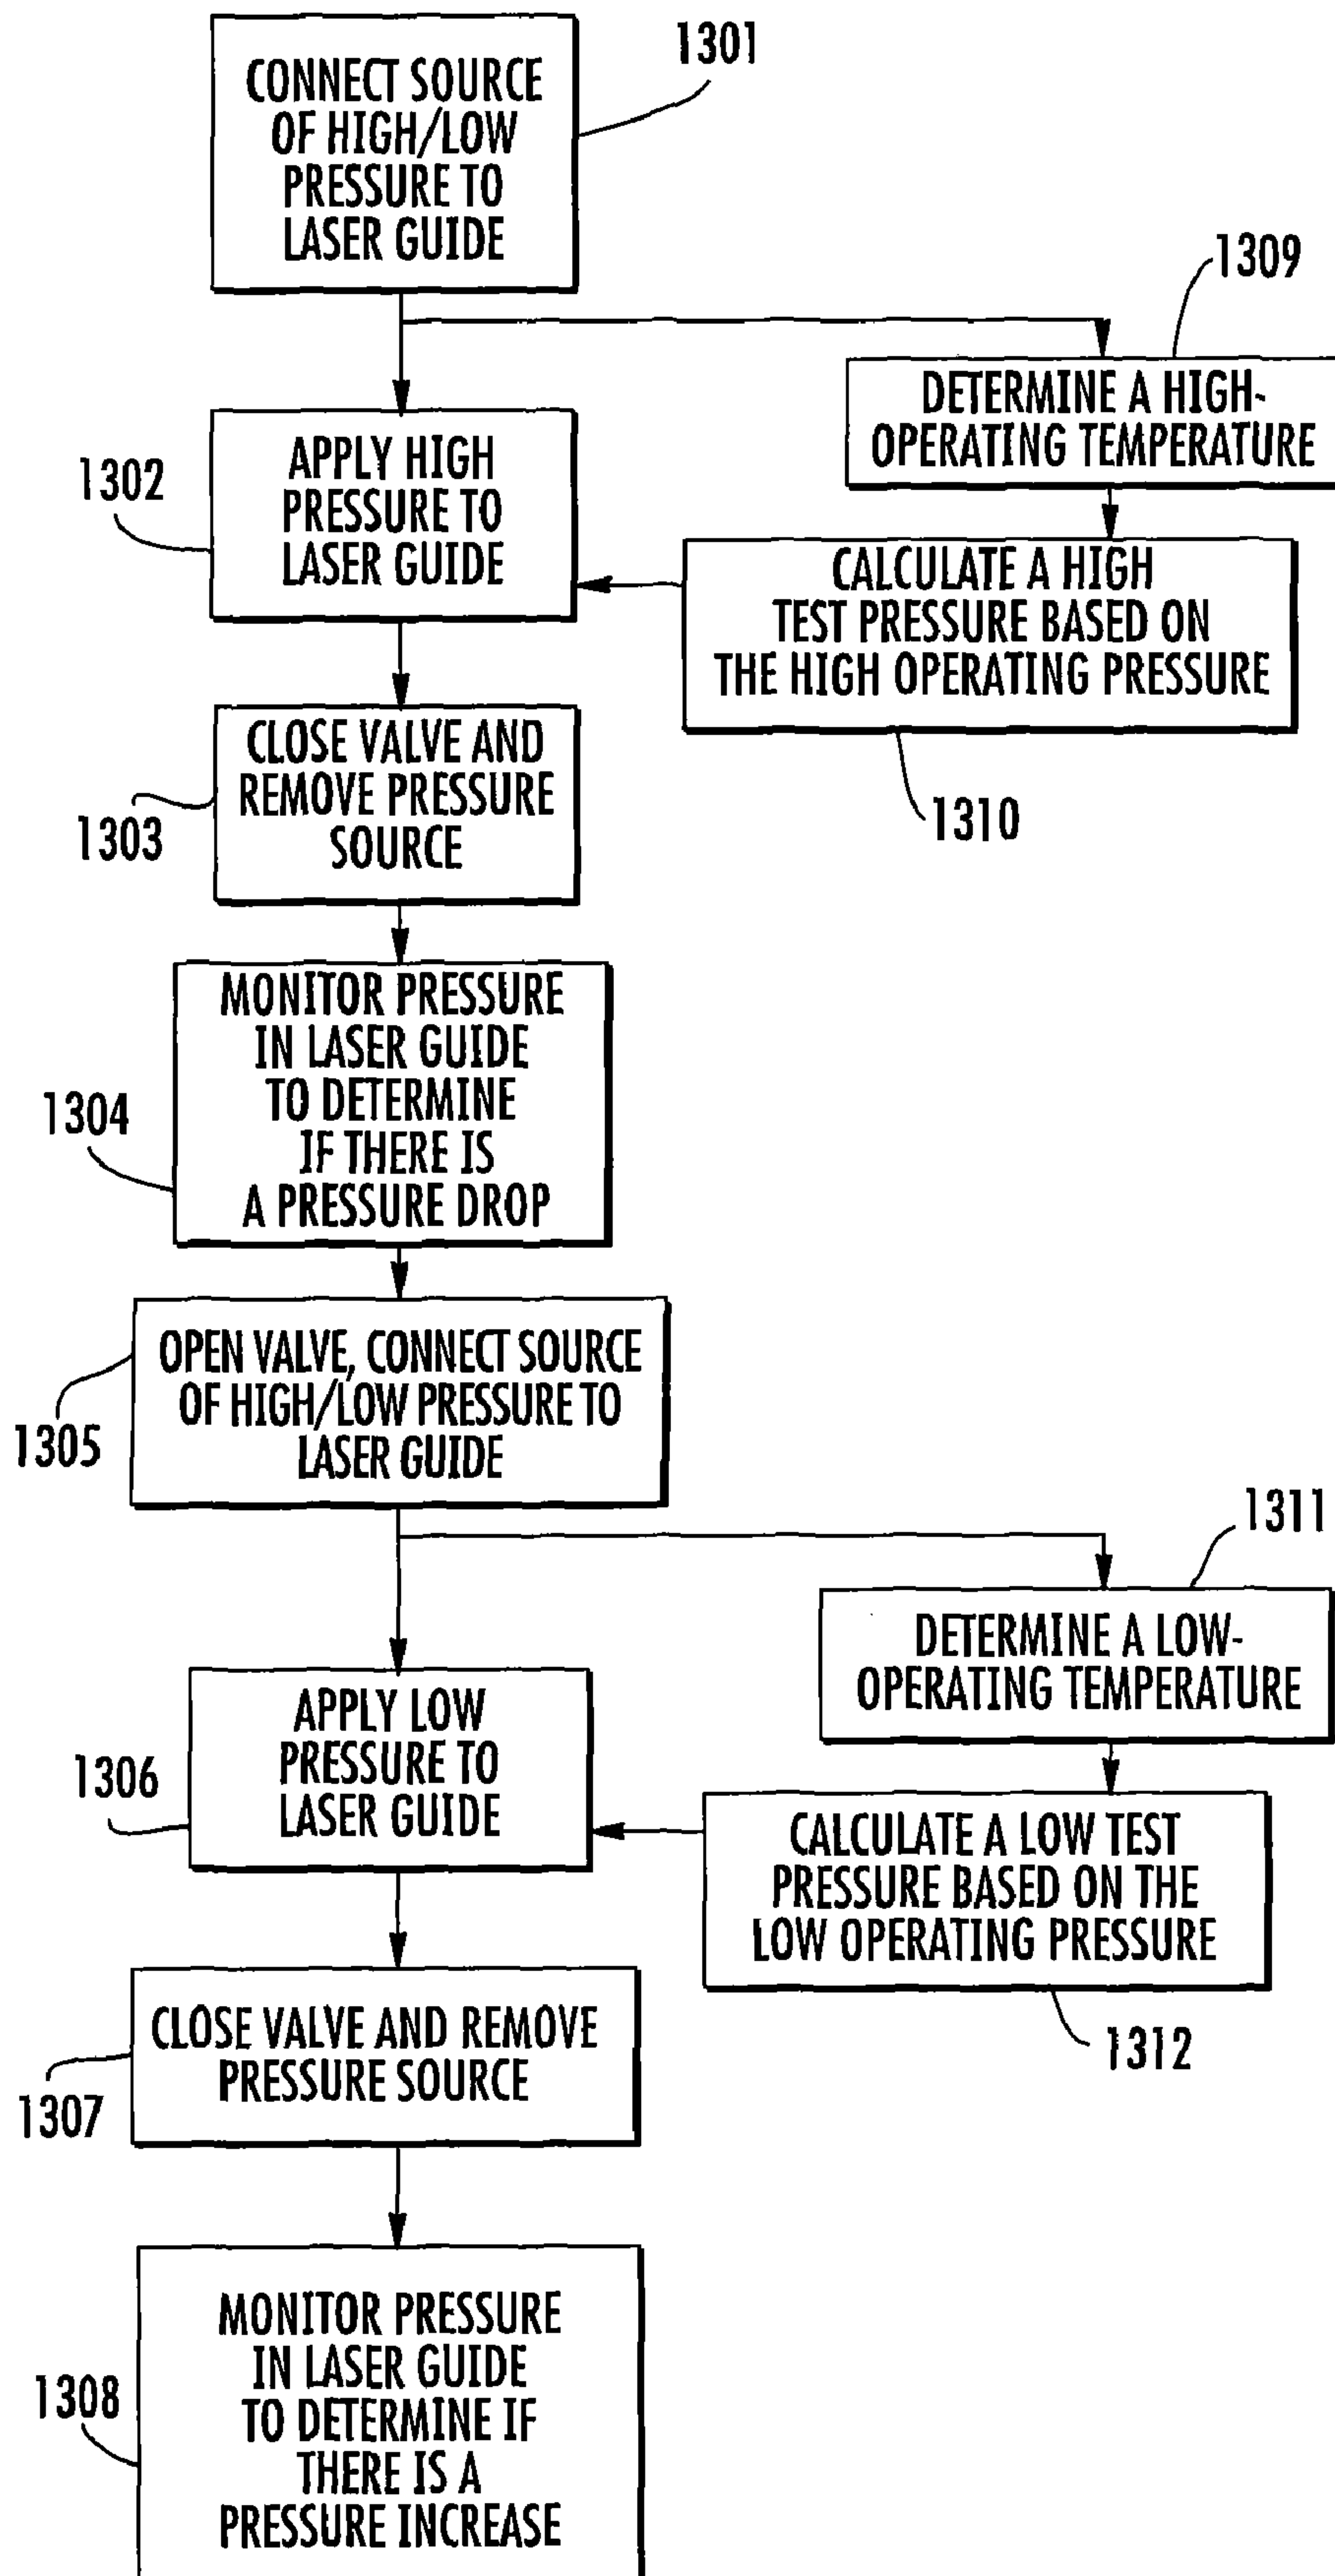 CONNECT SOURCE
OF HIGH/LOW
PRESSURE TO
LASER GUIDE
1301
1309
DETERMINE A HIGH-
OPERATING TEMPERATURE
1302
APPLY HIGH
PRESSURE TO
LASER GUIDE
CALCULATE A HIGH
TEST PRESSURE BASED ON
THE HIGH OPERATING PRESSURE
1310
CLOSE VALVE AND
REMOVE PRESSURE
SOURCE
1303
MONITOR PRESSURE
IN LASER GUIDE
TO DETERMINE
IF THERE IS
A PRESSURE DROP
1304
OPEN VALVE, CONNECT SOURCE
OF HIGH/LOW PRESSURE TO
LASER GUIDE
1305
1311
DETERMINE A LOW-
OPERATING TEMPERATURE
APPLY LOW
PRESSURE TO
LASER GUIDE
1306
CALCULATE A LOW TEST
PRESSURE BASED ON THE
LOW OPERATING PRESSURE
1312
CLOSE VALVE AND REMOVE
PRESSURE SOURCE
1307
MONITOR PRESSURE
IN LASER GUIDE
TO DETERMINE IF
THERE IS A
PRESSURE INCREASE
1308